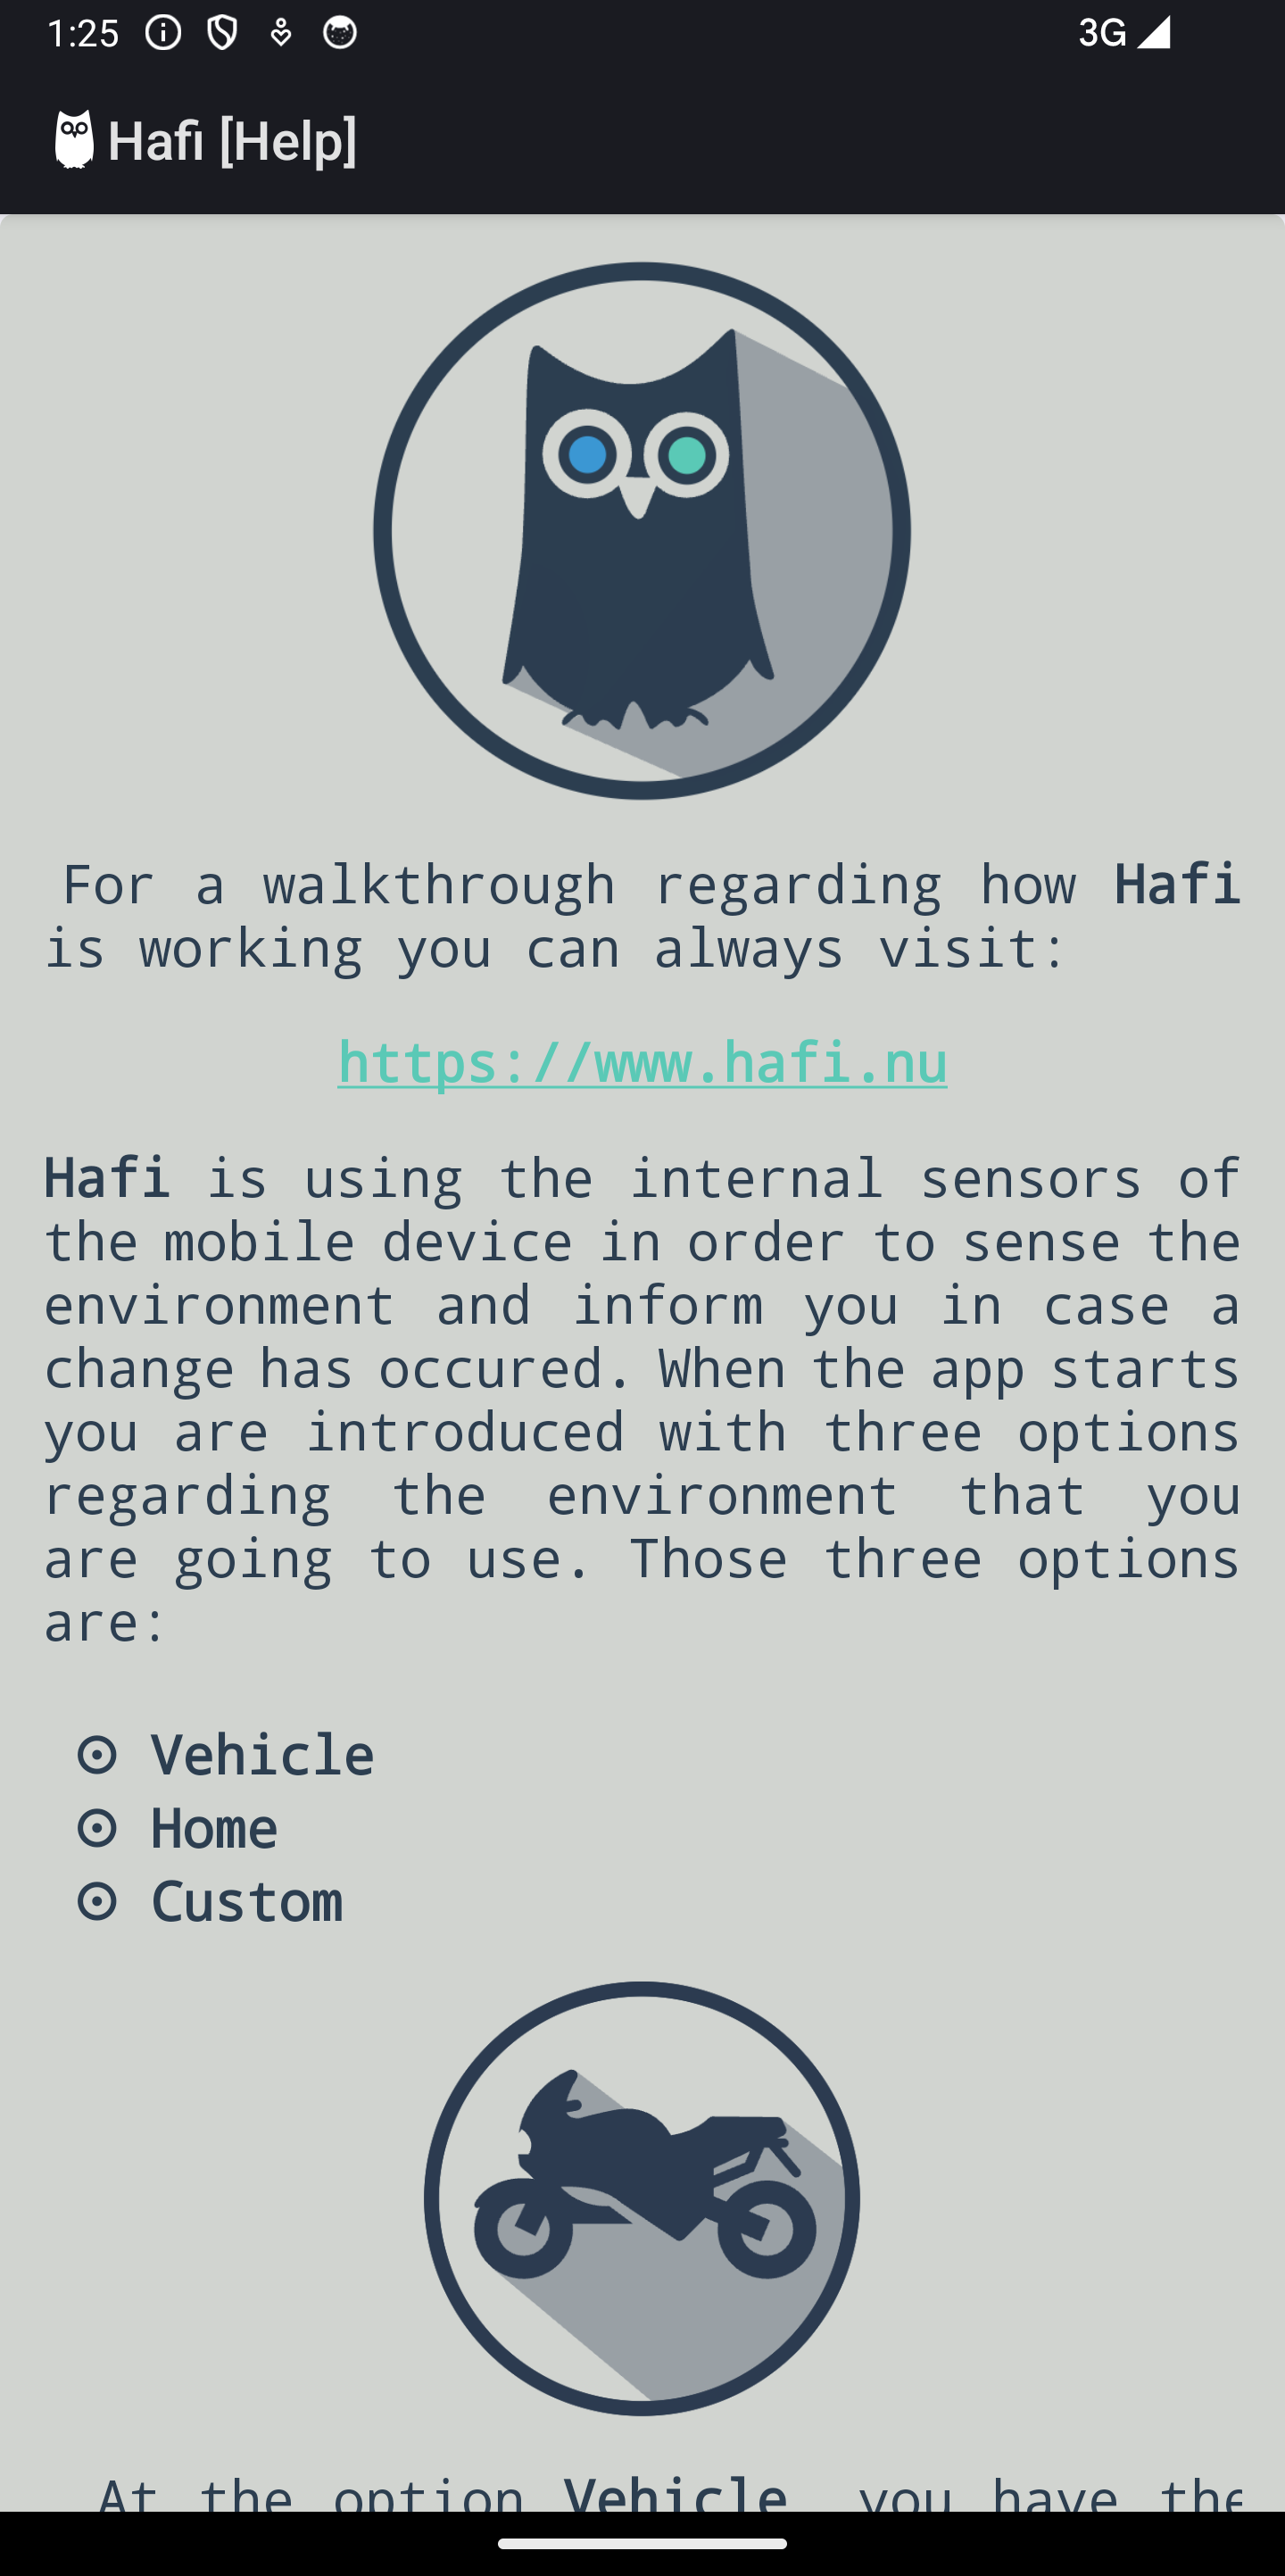 1:25
3G
Hafi [Help]
For a walkthrough regarding how Hafi
is working you can always visit:
https://www.hafi.nu
Hafi is using the internal sensors of
the mobile device in order to sense the
environment and inform you in case a
change has occured. When the app starts
you are introduced with three options
regarding the environment that you
are going to use. Those three options
are:
Vehicle
Home
Custom
At the option Vehicle you have the